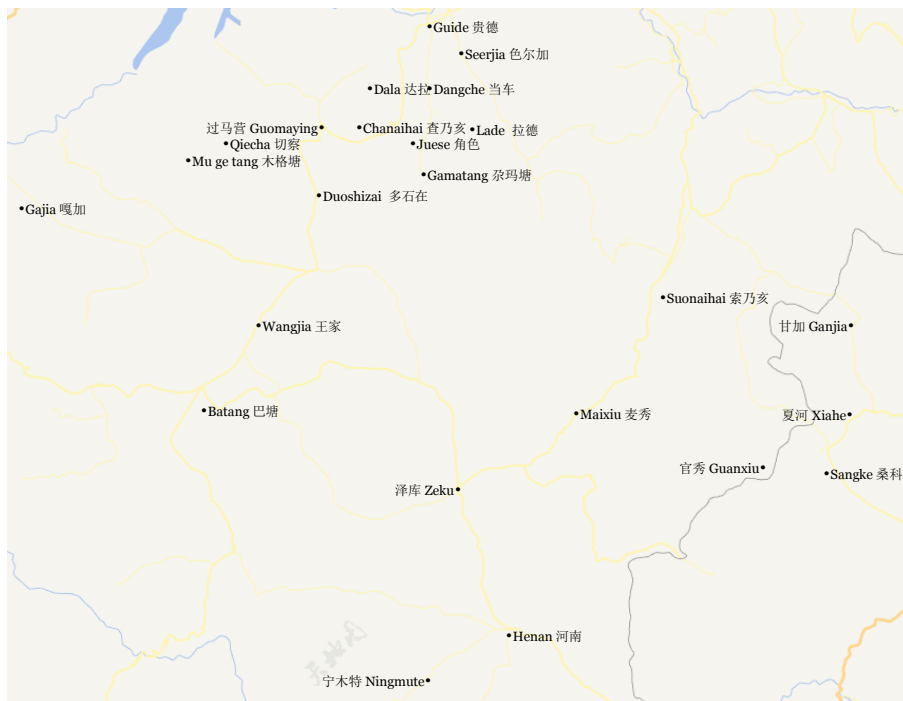 Guide 贵德
Seerjia 色尔加
Dala 达拉
Dangche 当车
过马营 Guomaying
Chanaihai 查乃亥
Lade 拉德
Qiecha 切察
Juese 角色
Mu ge tang 木格塘
Gamatang 尕玛塘
Duoshizai 多石在
Gajia 嘎加
Suonaihai 索乃亥
Wangjia 王家
甘加 Ganjia
Batang 巴塘
Maixiu 麦秀
夏河 Xiahe
官秀 Guanxiu
Sangke 桑科
泽库 Zeku
Henan 河南
天地图
宁木特 Ningmute